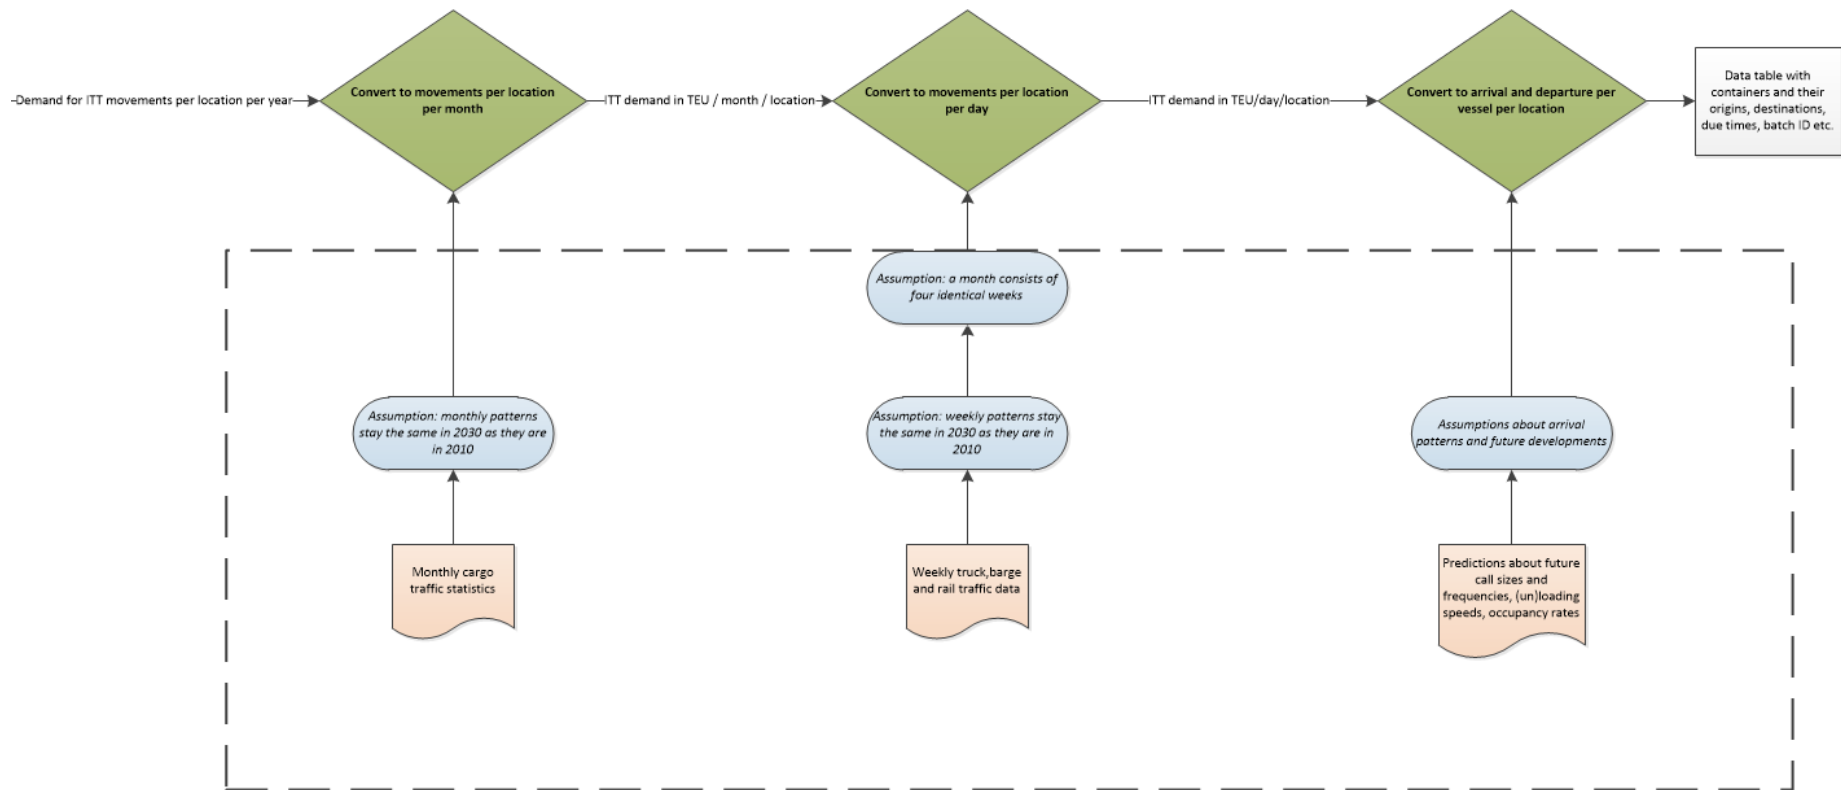 Demand for ITT movements per location per year
Convert to movements per location
per month
ITT demand in TEU / month / location
Convert to movements per location
per day
ITT demand in TEU/day/location
Convert to arrival and departure per
vessel per location
Data table with
containers and their
origins, destinations,
due times, batch ID etc.
Assumption: a month consists of
four identical weeks
Assumption: monthly patterns
stay the same in 2030 as they are
in 2010
Assumption: weekly patterns stay
the same in 2030 as they are in
2010
Assumptions about arrival
patterns and future developments
Monthly cargo
traffic statistics
Weekly truck,barge
and rail traffic data
Predictions about future
call sizes and
frequencies, (un)loading
speeds, occupancy rates